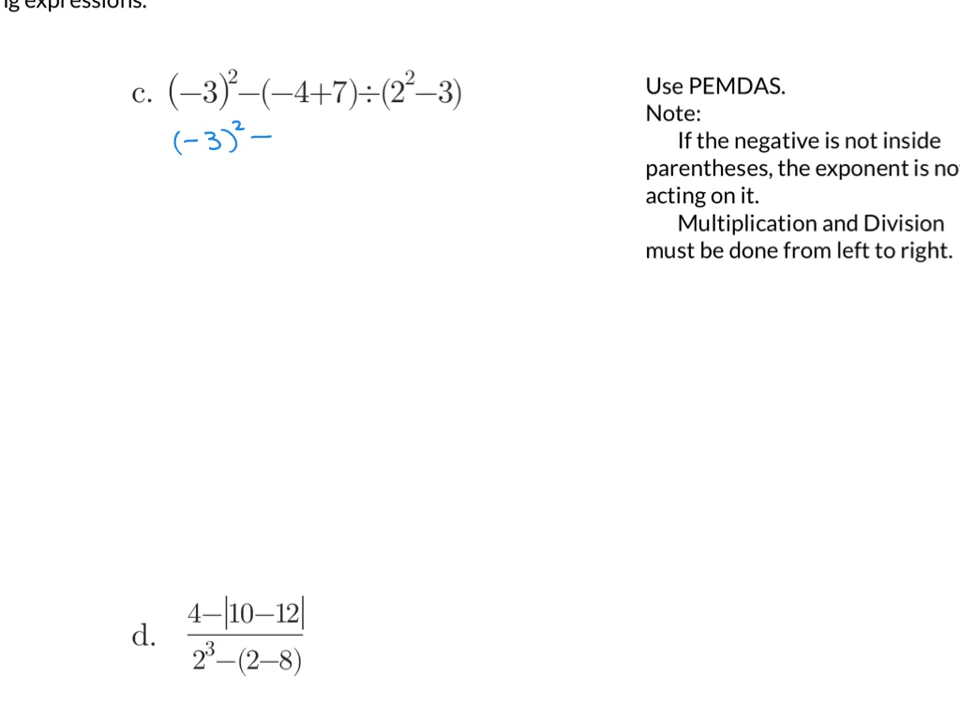 expressions.
c. (−3)²−(−4+7)÷(2²−3)
(-3)² −
Use PEMDAS.
Note:
If the negative is not inside
parentheses, the exponent is no
acting on it.
Multiplication and Division
must be done from left to right.
d. 4−|10−12|
2³−(2−8)